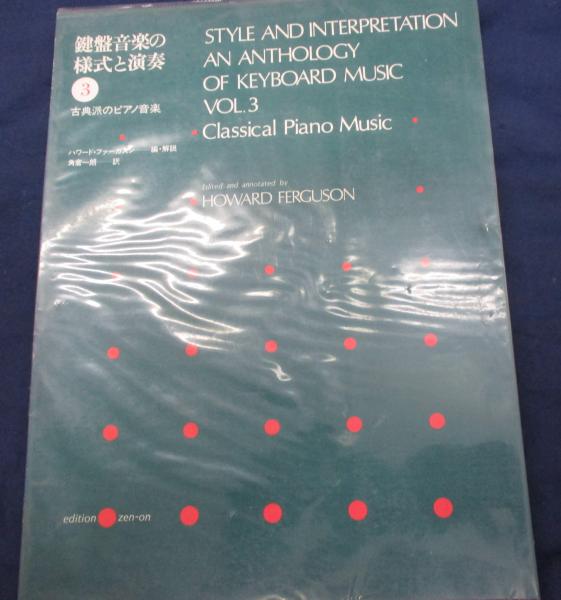 鍵盤音楽の
様式と演奏
3
古典派のピアノ音楽
ハワード・ファーガスン 編・解説
角倉一朗 訳
STYLE AND INTERPRETATION
AN ANTHOLOGY
OF KEYBOARD MUSIC
VOL. 3
Classical Piano Music
Edited and annotated by
HOWARD FERGUSON
edition zen-on